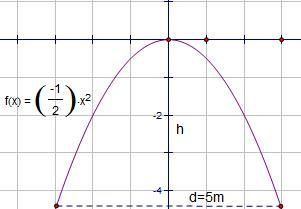 f(x) = (-1/2)·x²
-2
h
-4
d=5m